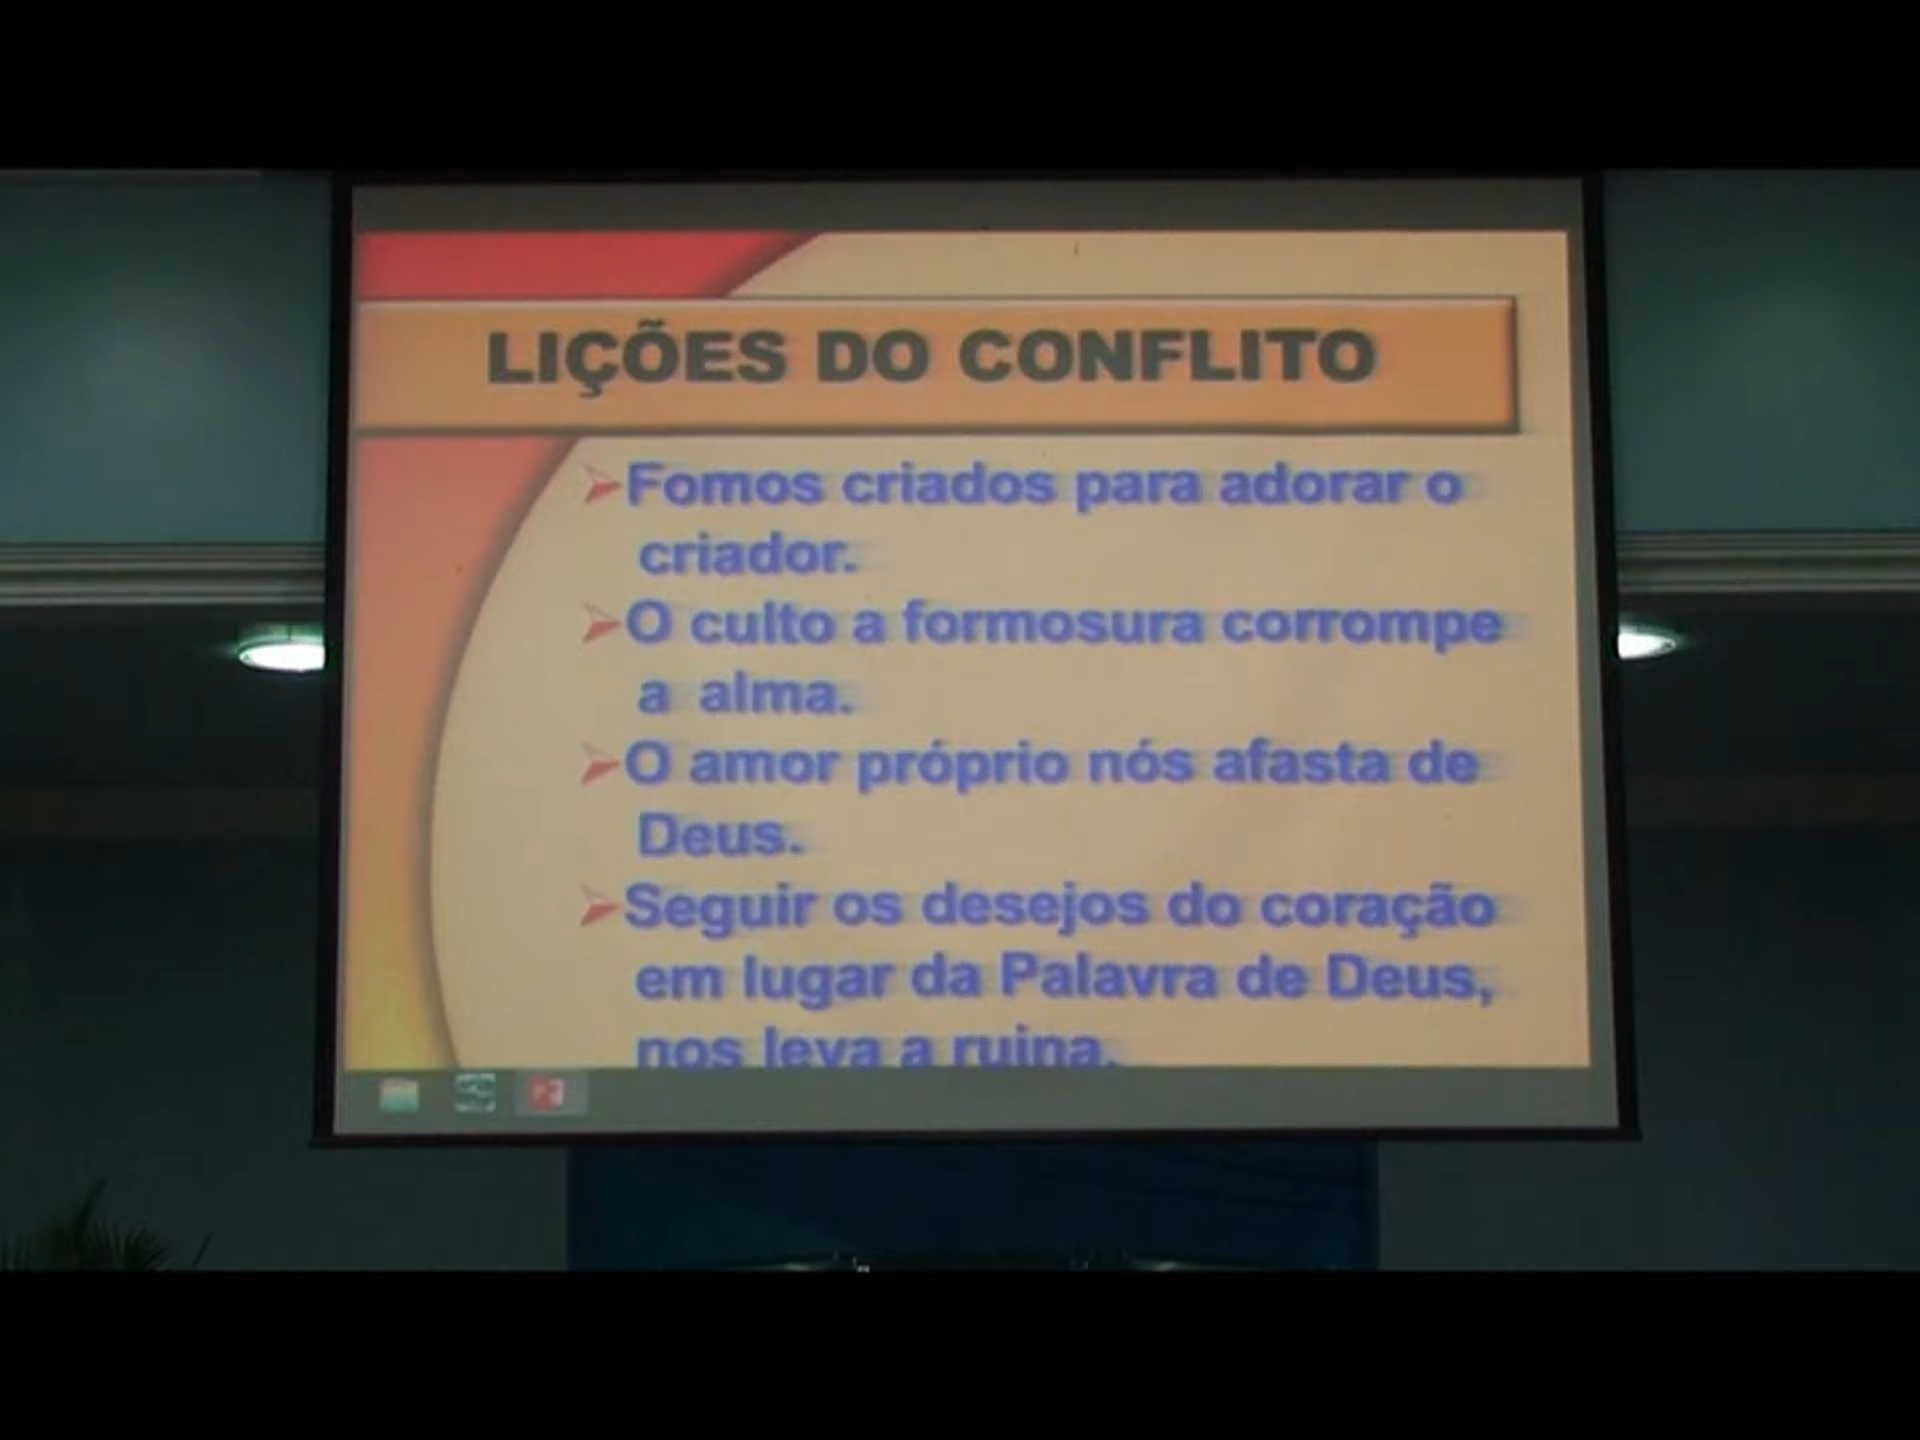 LIÇÕES DO CONFLITO
➢Fomos criados para adorar o
criador.
➢O culto a formosura corrompe
a alma.
➢O amor próprio nós afasta de
Deus.
➢Seguir os desejos do coração
em lugar da Palavra de Deus,
nos leva a ruina.